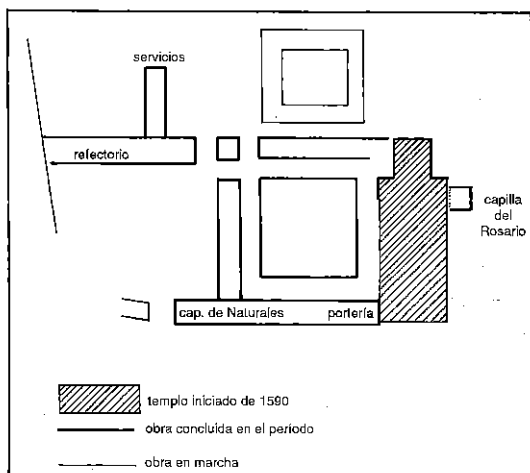 servicios
refectorio
capilla
del
Rosario
cap. de Naturales
portería
templo iniciado de 1590
obra concluida en el período
obra en marcha